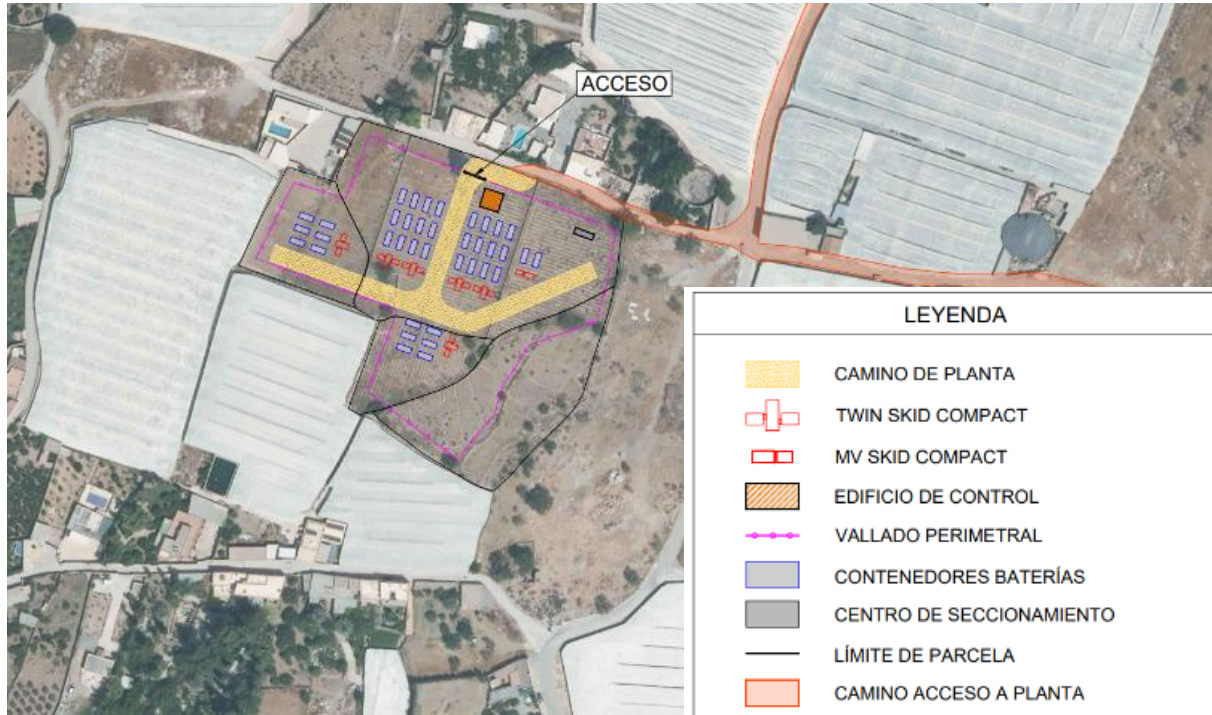 ACCESO
LEYENDA
CAMINO DE PLANTA
TWIN SKID COMPACT
MV SKID COMPACT
EDIFICIO DE CONTROL
VALLADO PERIMETRAL
CONTENEDORES BATERÍAS
CENTRO DE SECCIONAMIENTO
LÍMITE DE PARCELA
CAMINO ACCESO A PLANTA